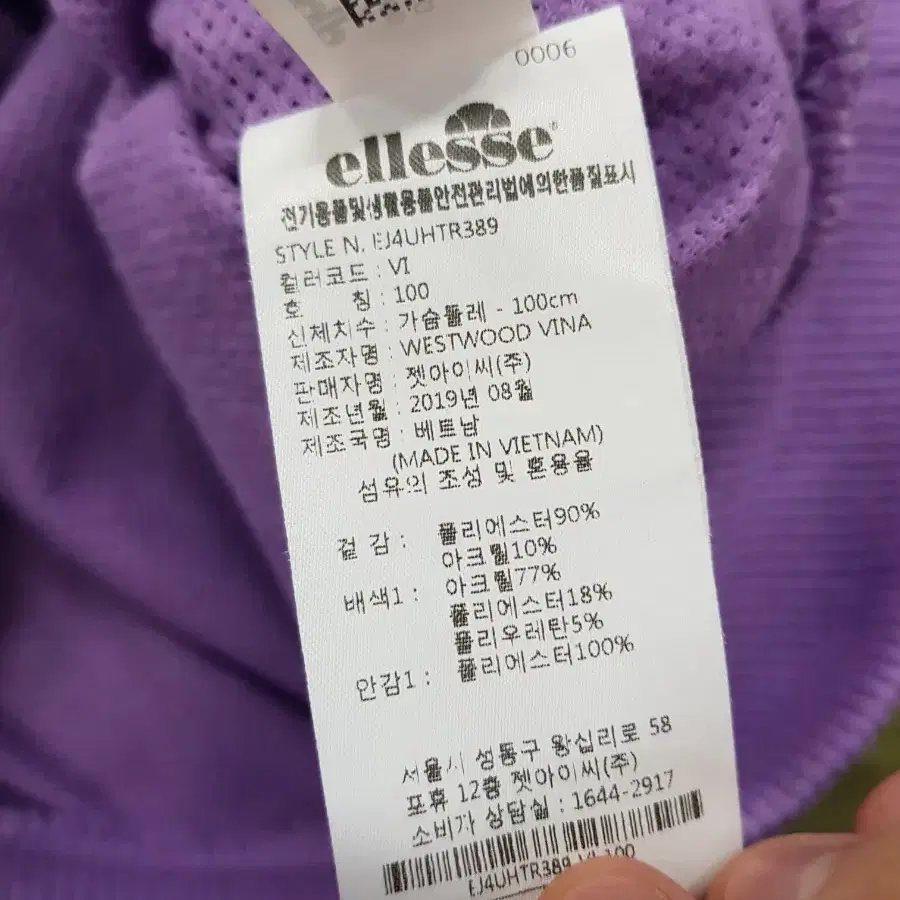 0006
ellesse
전기용품및생활용품안전관리법에의한품질표시
STYLE N. EJ4UHTR389
컬러코드 : VI
호 칭 : 100
신체치수 : 가슴둘레 - 100cm
제조자명 : WESTWOOD VINA
판매자명 : 젯아이씨(주)
제조년월 : 2019년 08월
제조국명 : 베트남
(MADE IN VIETNAM)
섬유의 조성 및 혼용율
겉 감 : 폴리에스터90%
아크릴10%
배색1 : 아크릴77%
폴리에스터18%
폴리우레탄5%
안감1 : 폴리에스터100%
서울시 성동구 왕십리로 58
포휴 12층 젯아이씨(주)
소비자 상담실 : 1644-2917
EJ4UHTR389 VI 100